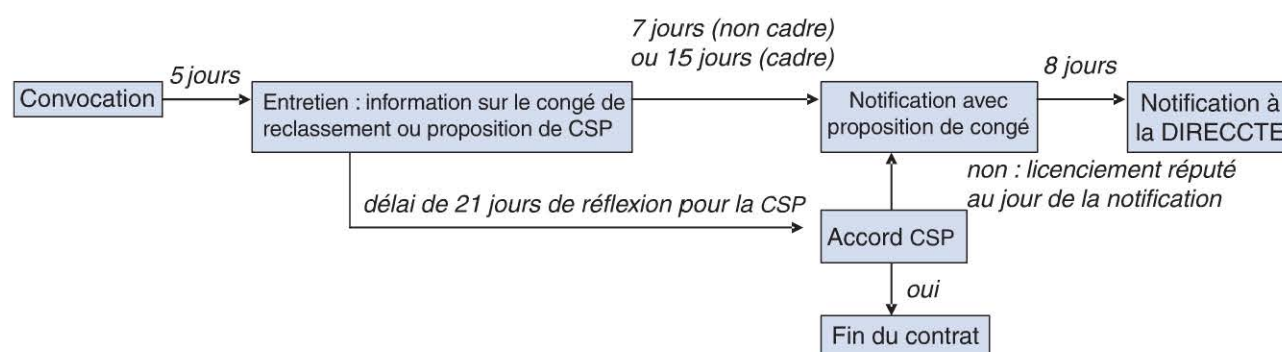 7 jours (non cadre)
ou 15 jours (cadre)
5 jours
8 jours
Convocation
Entretien : information sur le congé de
reclassement ou proposition de CSP
Notification avec
proposition de congé
Notification à
la DIRECCTE
non : licenciement réputé
au jour de la notification
délai de 21 jours de réflexion pour la CSP
Accord CSP
oui
Fin du contrat